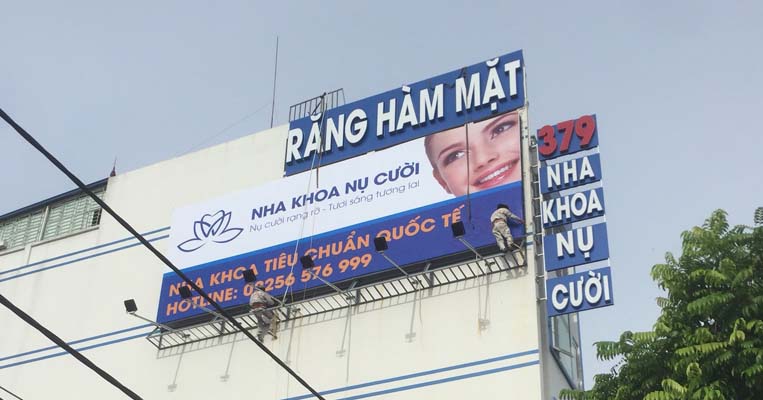 RĂNG HÀM MẶT
NHA KHOA NỤ CƯỜI
Nụ cười rạng rỡ - Tươi sáng tương lai
NHA KHOA TIÊU CHUẨN QUỐC TẾ
HOTLINE: 02256 576 999
379
NHA
KHOA
NỤ
CƯỜI